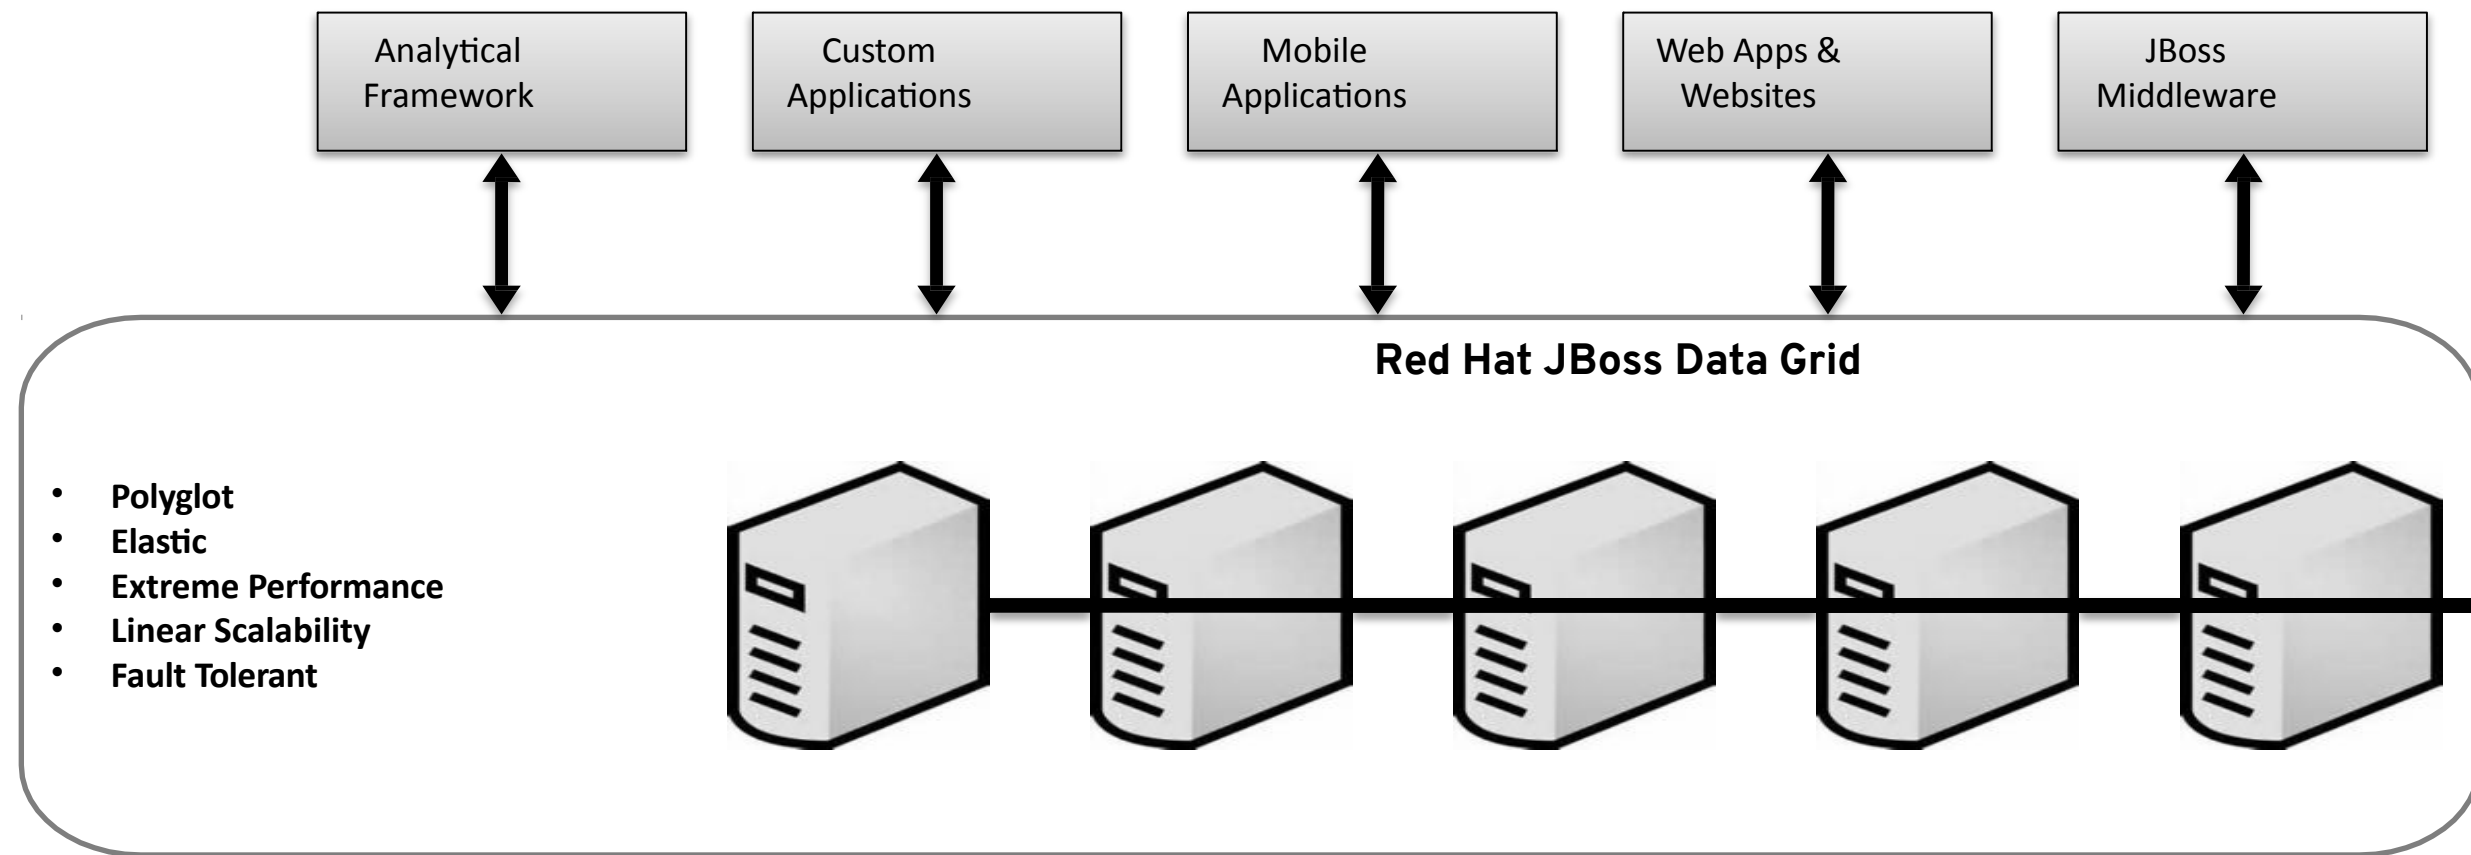 Analytical
Framework
Custom
Applications
Mobile
Applications
Web Apps &
Websites
JBoss
Middleware
Red Hat JBoss Data Grid
• Polyglot
• Elastic
• Extreme Performance
• Linear Scalability
• Fault Tolerant